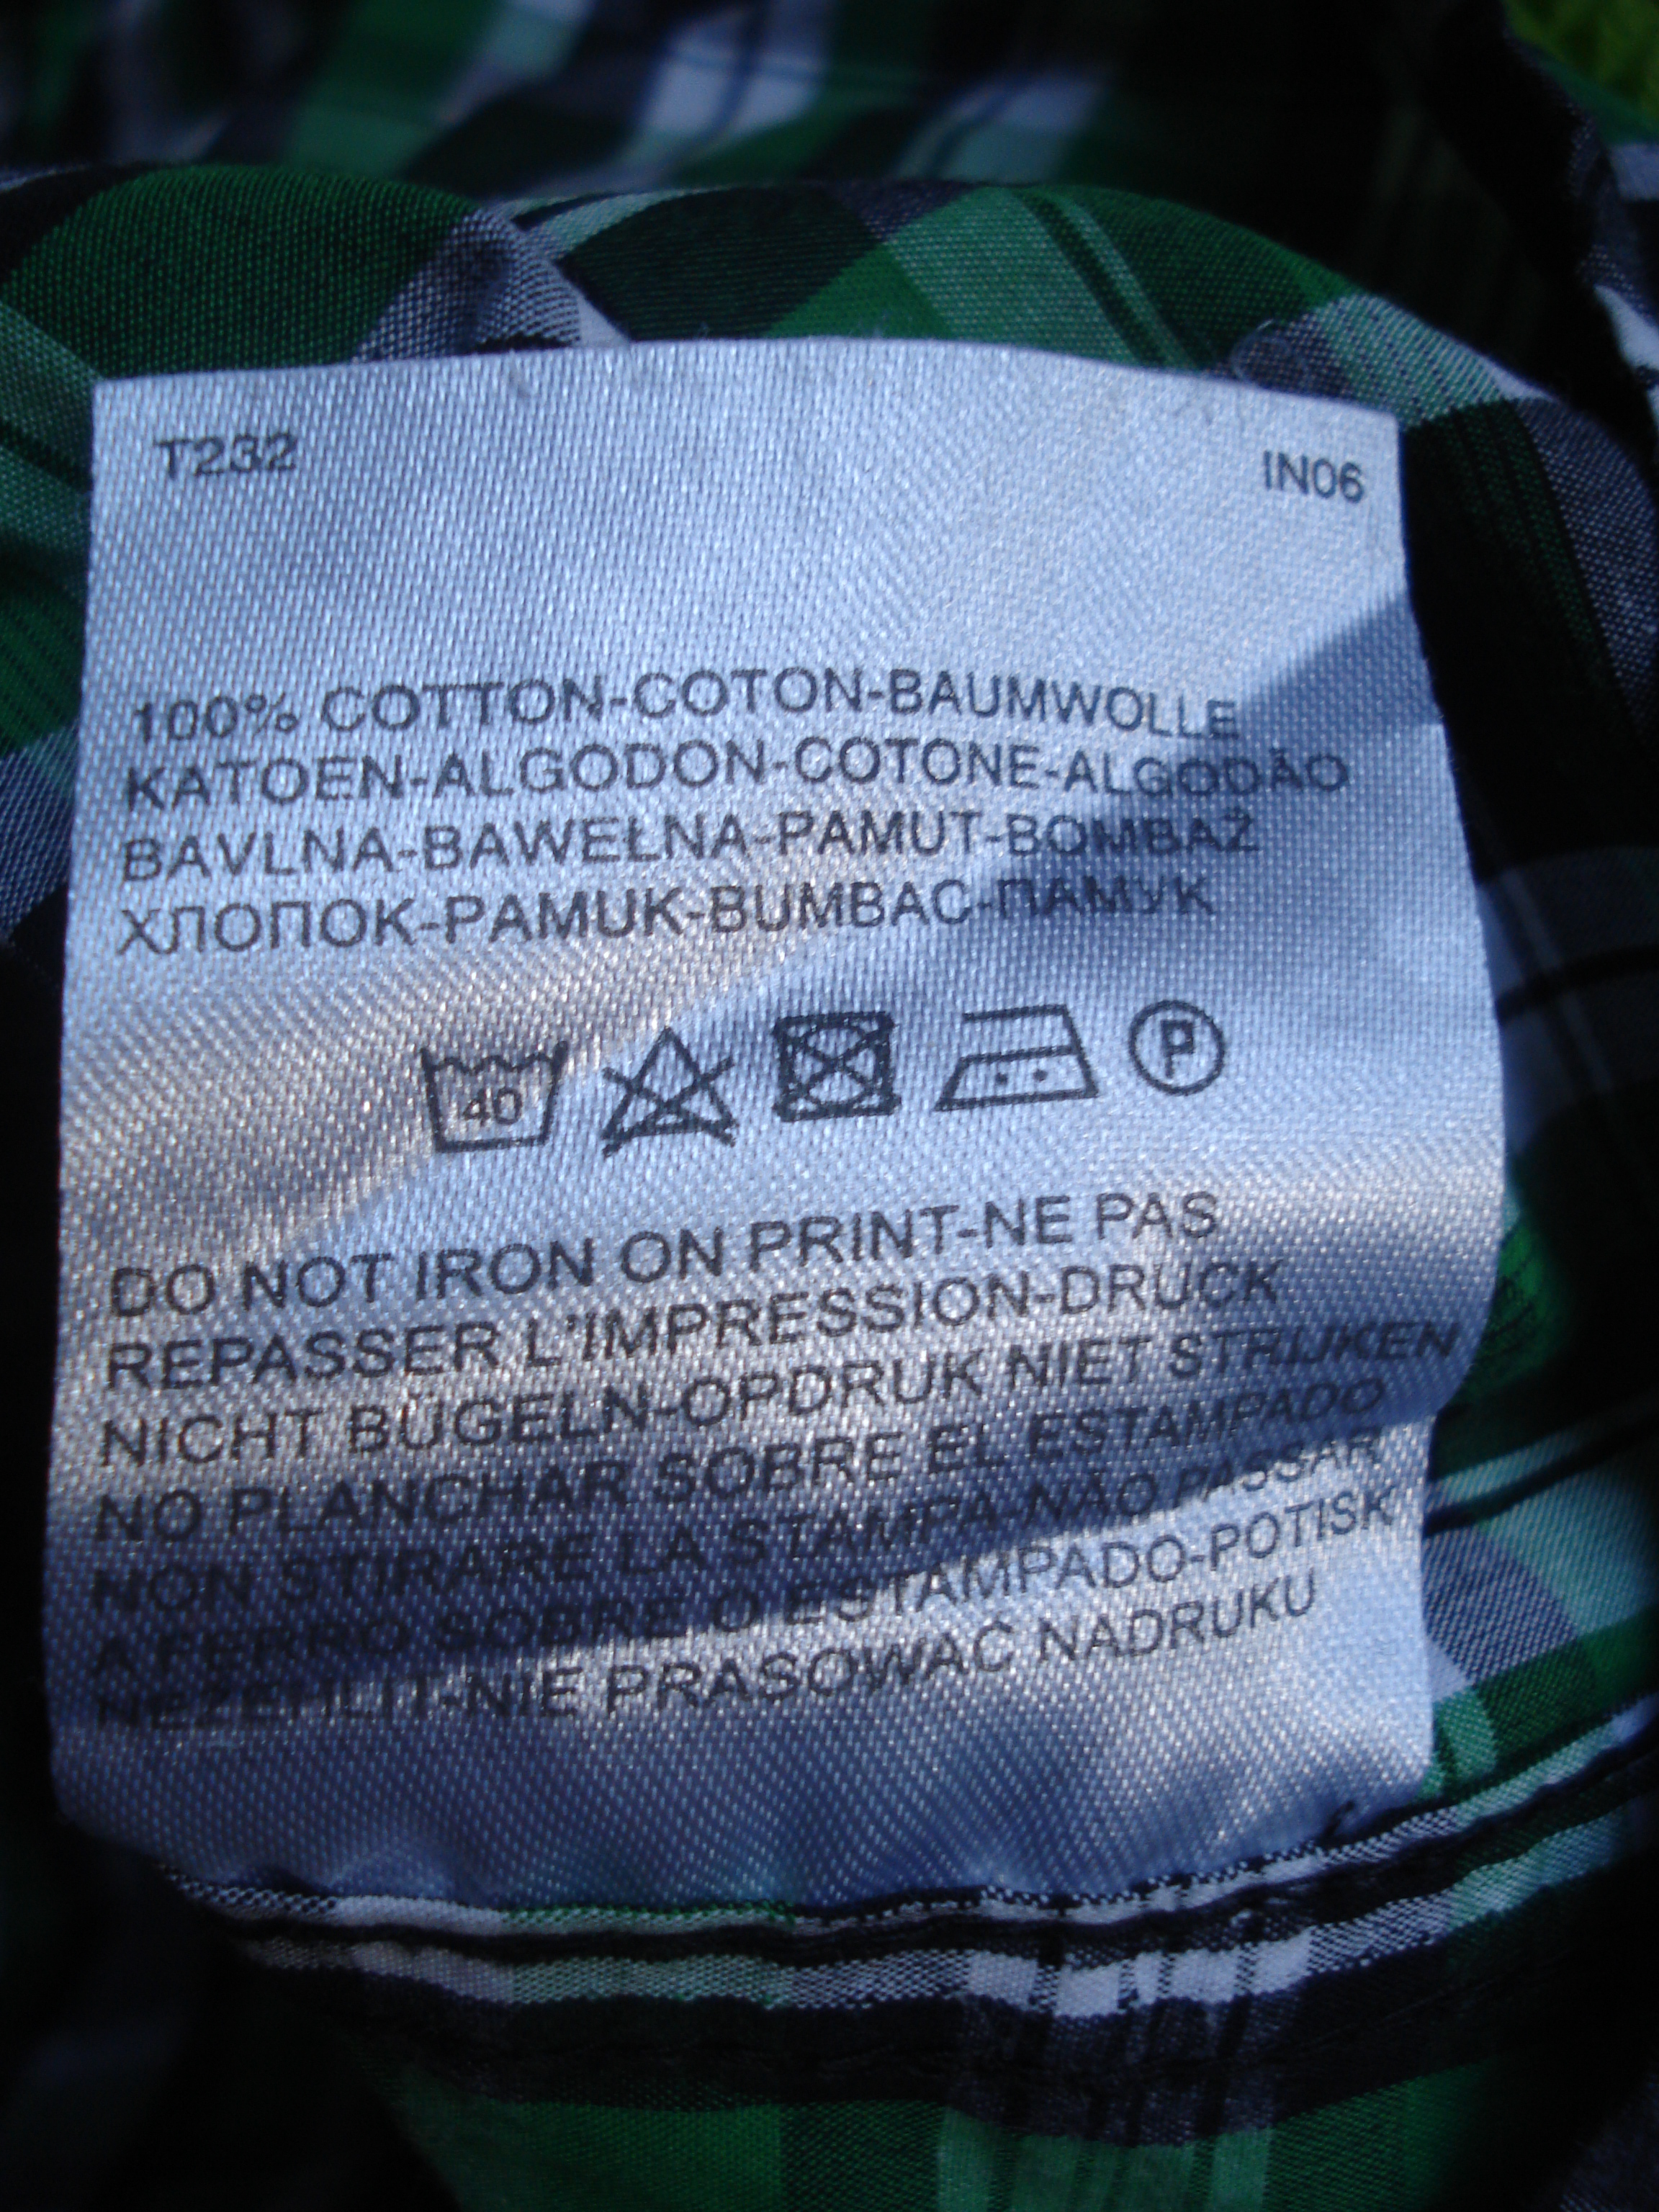 T232 IN06
100% COTTON-COTON-BAUMWOLLE
KATOEN-ALGODON-COTONE-ALGODÃO
BAVLNA-BAWEŁNA-PAMUT-BOMBAŽ
ХЛОПОК-PAMUK-BUMBAC-ПАМУК
40 P
DO NOT IRON ON PRINT-NE PAS
REPASSER L'IMPRESSION-DRUCK
NICHT BÜGELN-OPDRUK NIET STRIJKEN
NO PLANCHAR SOBRE EL ESTAMPADO
NON STIRARE LA STAMPA-NÃO PASSAR
A FERRO SOBRE O ESTAMPADO-POTISK
NEŽEHLIT-NIE PRASOWAĆ NADRUKU